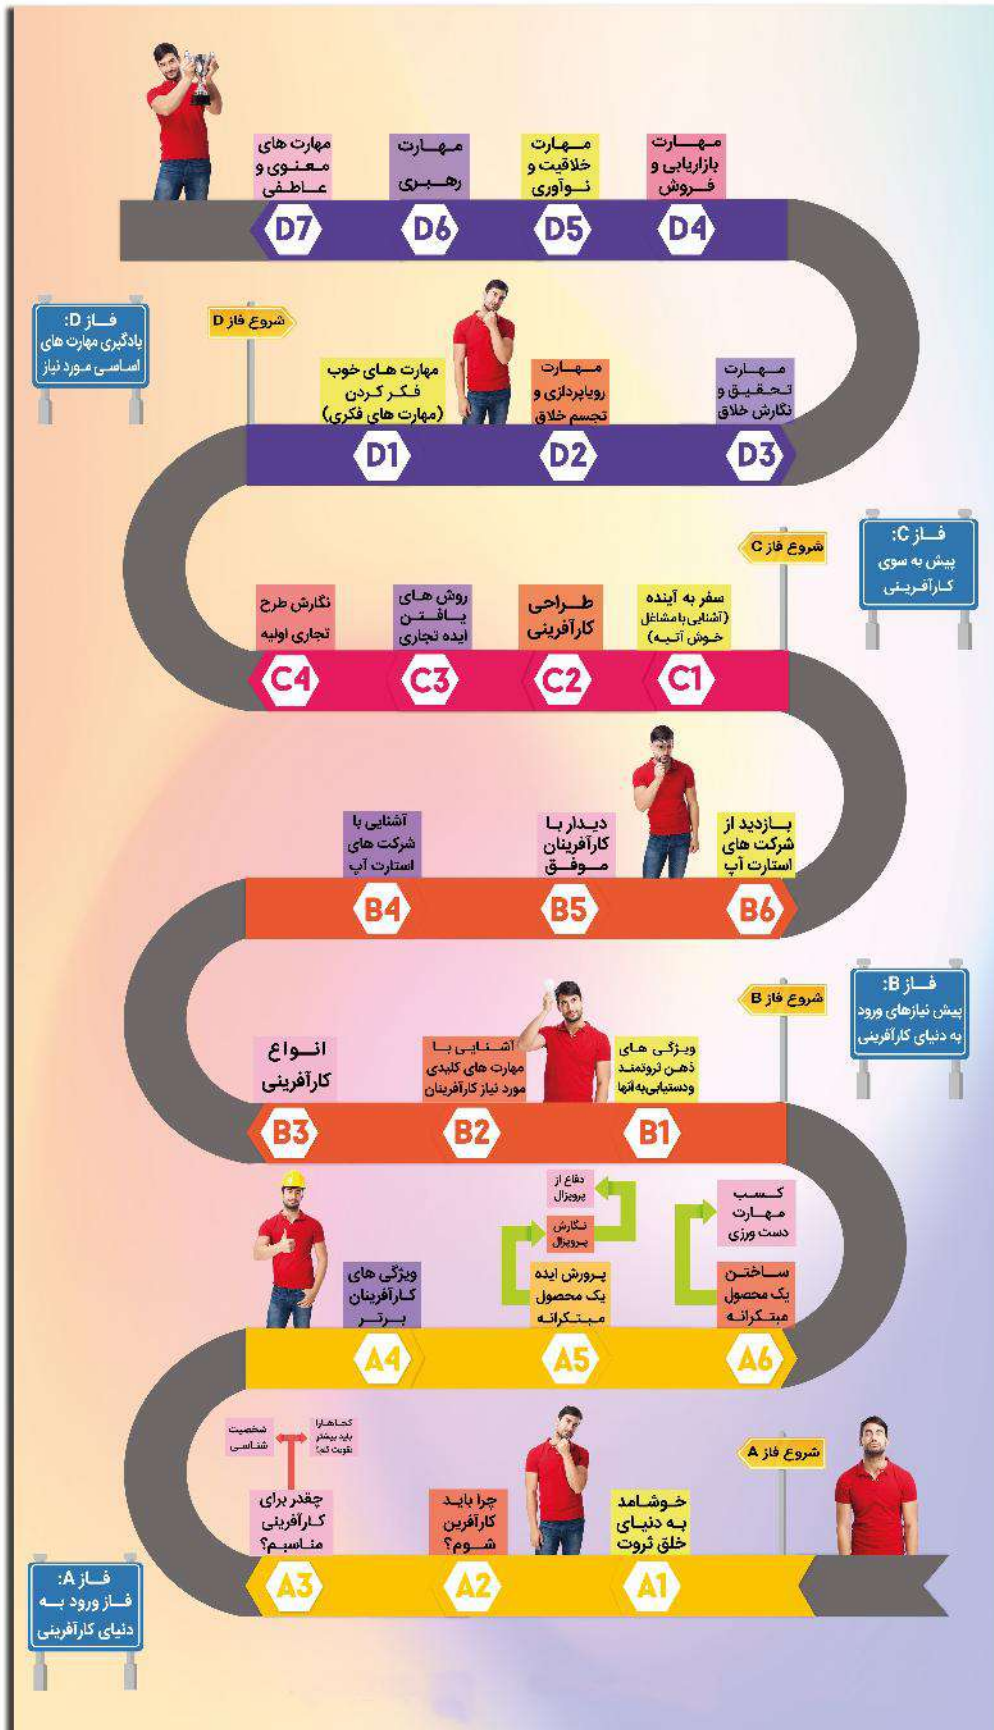 مهارت های
معنوی و
عاطفی
مهارت
رهبری
مهارت
خلاقیت و
نوآوری
مهارت
بازاریابی و
فروش
D7
D6
D5
D4
فاز D:
یادگیری مهارت های
اساسی مورد نیاز
شروع فاز D
مهارت های خوب
فکر کردن
(مهارت های فکری)
مهارت
رویاپردازی و
تجسم خلاق
مهارت
تحقیق و
نگارش خلاق
D1
D2
D3
فاز C:
پیش به سوی
کارآفرینی
شروع فاز C
سفر به آینده
(آشنایی با مشاغل
خوش آتیه)
طراحی
کارآفرینی
روش های
یافتن
ایده تجاری
نگارش طرح
تجاری اولیه
C4
C3
C2
C1
آشنایی با
شرکت های
استارت آپ
دیدار با
کارآفرینان
موفق
بازدید از
شرکت های
استارت آپ
B4
B5
B6
فاز B:
پیش نیازهای ورود
به دنیای کارآفرینی
شروع فاز B
ویژگی های
ذهن ثروتمند
ودستیابی به آنها
آشنایی با
مهارت های کلیدی
مورد نیاز کارآفرینان
انواع
کارآفرینی
B3
B2
B1
دفاع از
پروپزال
نگارش
پروپزال
کسب
مهارت
دست ورزی
ویژگی های
کارآفرینان
برتر
پرورش ایده
یک محصول
مبتکرانه
ساختن
یک محصول
مبتکرانه
A4
A5
A6
شخصیت
شناسی
کجاها را
باید بیشتر
تقویت کنم؟
شروع فاز A
خوشامد
به دنیای
خلق ثروت
چرا باید
کارآفرین
شوم؟
چقدر برای
کارآفرینی
مناسبم؟
A3
A2
A1
فاز A:
فاز ورود به
دنیای کارآفرینی